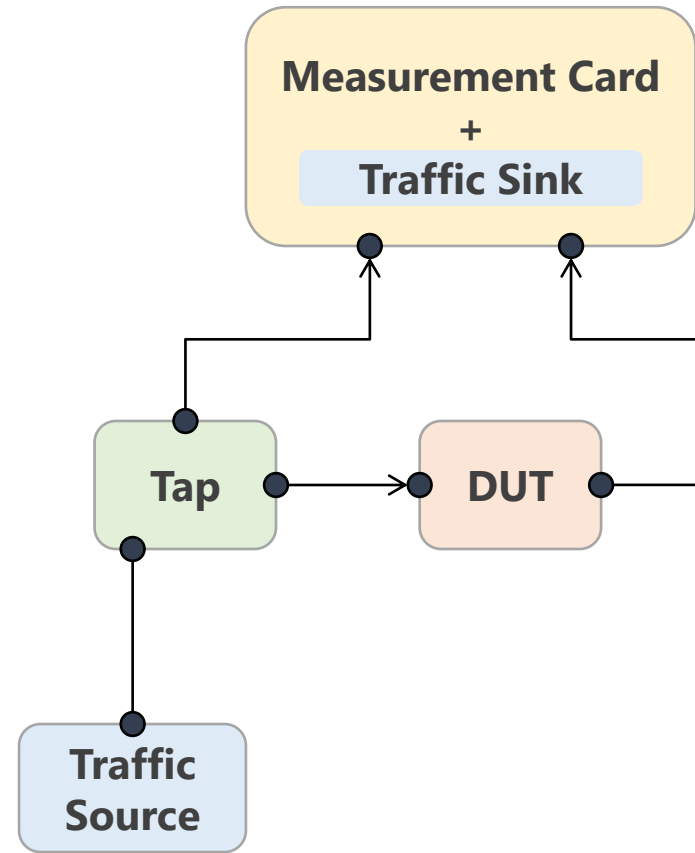 Measurement Card
+
Traffic Sink
Tap
DUT
Traffic
Source